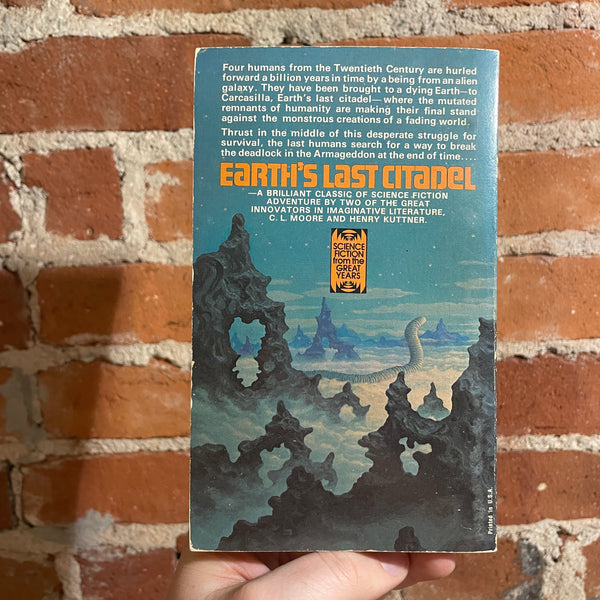 Four humans from the Twentieth Century are hurled
forward a billion years in time by a being from an alien
galaxy. They have been brought to a dying Earth—to
Carcasilla, Earth's last citadel—where the mutated
remnants of humanity are making their final stand
against the monstrous creations of a fading world.
Thrust in the middle of this desperate struggle for
survival, the last humans search for a way to break
the deadlock in the Armageddon at the end of time....
EARTH'S LAST CITADEL
—A BRILLIANT CLASSIC OF SCIENCE FICTION
ADVENTURE BY TWO OF THE GREAT
INNOVATORS IN IMAGINATIVE LITERATURE,
C. L. MOORE AND HENRY KUTTNER.
SCIENCE
FICTION
from the
GREAT
YEARS
Printed in U.S.A.